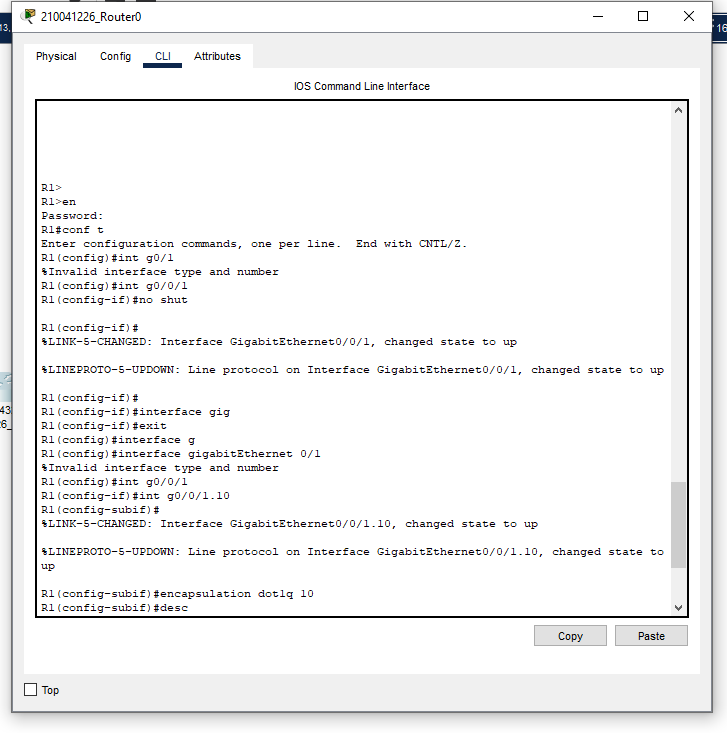 210041226_Router0
13,
16
Physical Config CLI Attributes
IOS Command Line Interface
R1>
R1>en
Password:
R1#conf t
Enter configuration commands, one per line.  End with CNTL/Z.
R1(config)#int g0/1
%Invalid interface type and number
R1(config)#int g0/0/1
R1(config-if)#no shut
R1(config-if)#
%LINK-5-CHANGED: Interface GigabitEthernet0/0/1, changed state to up
%LINEPROTO-5-UPDOWN: Line protocol on Interface GigabitEthernet0/0/1, changed state to up
R1(config-if)#
R1(config-if)#interface gig
R1(config-if)#exit
R1(config)#interface g
R1(config)#interface gigabitEthernet 0/1
%Invalid interface type and number
R1(config)#int g0/0/1
R1(config-if)#int g0/0/1.10
R1(config-subif)#
%LINK-5-CHANGED: Interface GigabitEthernet0/0/1.10, changed state to up
%LINEPROTO-5-UPDOWN: Line protocol on Interface GigabitEthernet0/0/1.10, changed state to
up
R1(config-subif)#encapsulation dot1q 10
R1(config-subif)#desc
43
26_
Copy Paste
Top